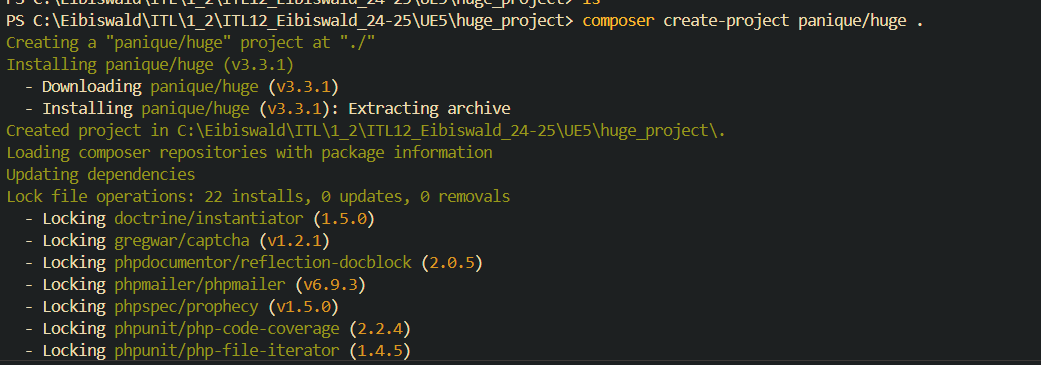 PS C:\Eibiswald\ITL\1_2\ITL12_Eibiswald_24-25\UE5\huge_project> ls
PS C:\Eibiswald\ITL\1_2\ITL12_Eibiswald_24-25\UE5\huge_project> composer create-project panique/huge .
Creating a "panique/huge" project at "./"
Installing panique/huge (v3.3.1)
  - Downloading panique/huge (v3.3.1)
  - Installing panique/huge (v3.3.1): Extracting archive
Created project in C:\Eibiswald\ITL\1_2\ITL12_Eibiswald_24-25\UE5\huge_project\.
Loading composer repositories with package information
Updating dependencies
Lock file operations: 22 installs, 0 updates, 0 removals
  - Locking doctrine/instantiator (1.5.0)
  - Locking gregwar/captcha (v1.2.1)
  - Locking phpdocumentor/reflection-docblock (2.0.5)
  - Locking phpmailer/phpmailer (v6.9.3)
  - Locking phpspec/prophecy (v1.5.0)
  - Locking phpunit/php-code-coverage (2.2.4)
  - Locking phpunit/php-file-iterator (1.4.5)